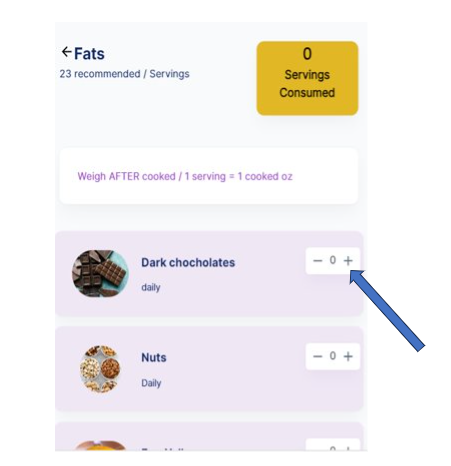 Fats
23 recommended / Servings
0
Servings
Consumed
Weigh AFTER cooked / 1 serving = 1 cooked oz
Dark chocholates
daily
− 0 +
Nuts
Daily
− 0 +